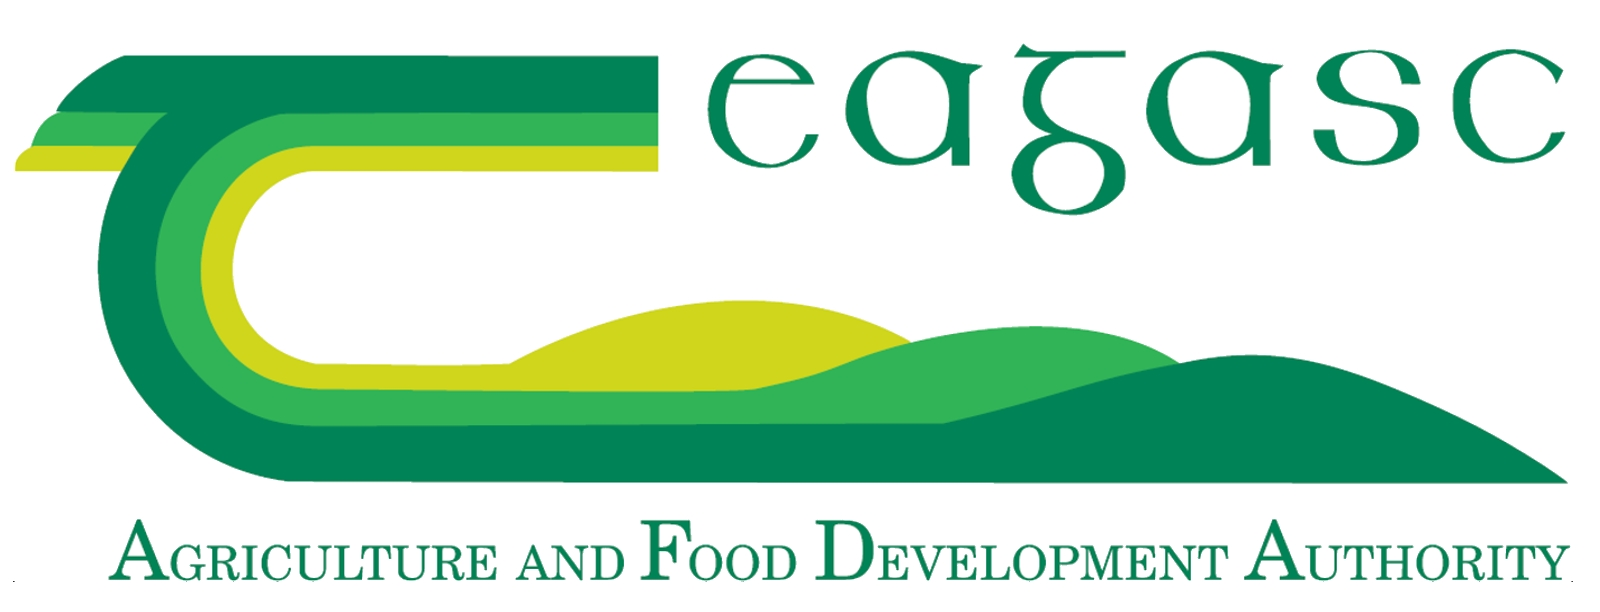 Teagasc
AGRICULTURE AND FOOD DEVELOPMENT AUTHORITY